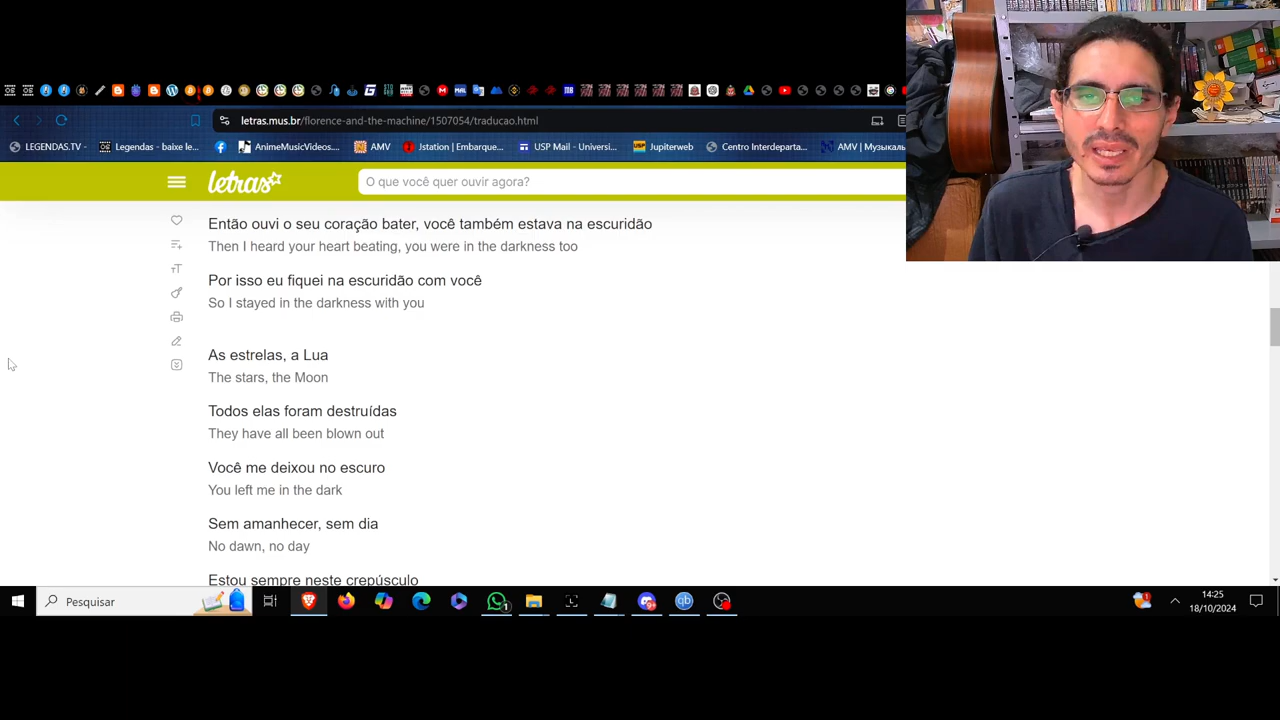 letras.mus.br/florence-and-the-machine/1507054/traducao.html
LEGENDAS.TV -
Legendas - baixe le...
AnimeMusicVideos....
AMV
Jstation | Embarque...
USP Mail - Universi...
Jupiterweb
Centro Interdeparta...
AMV | Музыкаль
letras
O que você quer ouvir agora?
Então ouvi o seu coração bater, você também estava na escuridão
Then I heard your heart beating, you were in the darkness too
Por isso eu fiquei na escuridão com você
So I stayed in the darkness with you
As estrelas, a Lua
The stars, the Moon
Todos elas foram destruídas
They have all been blown out
Você me deixou no escuro
You left me in the dark
Sem amanhecer, sem dia
No dawn, no day
Estou sempre neste crepúsculo
Pesquisar
14:25
18/10/2024